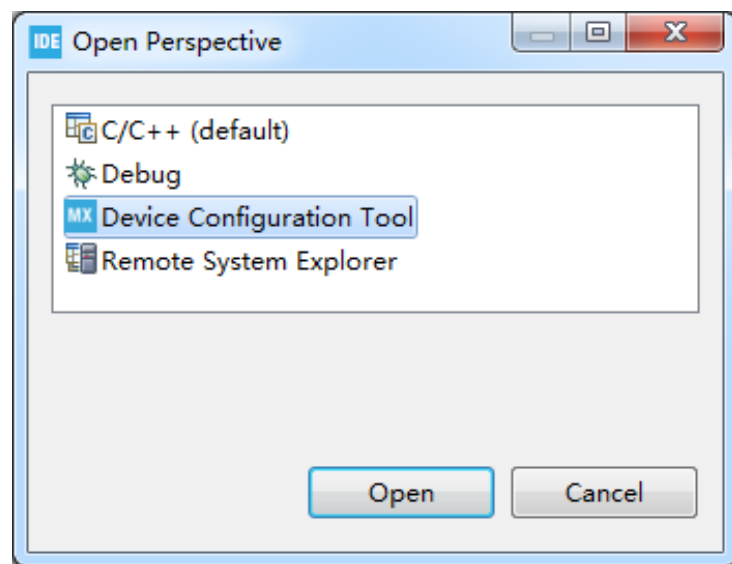 IDE Open Perspective
C/C++ (default)
Debug
MX Device Configuration Tool
Remote System Explorer
Open Cancel